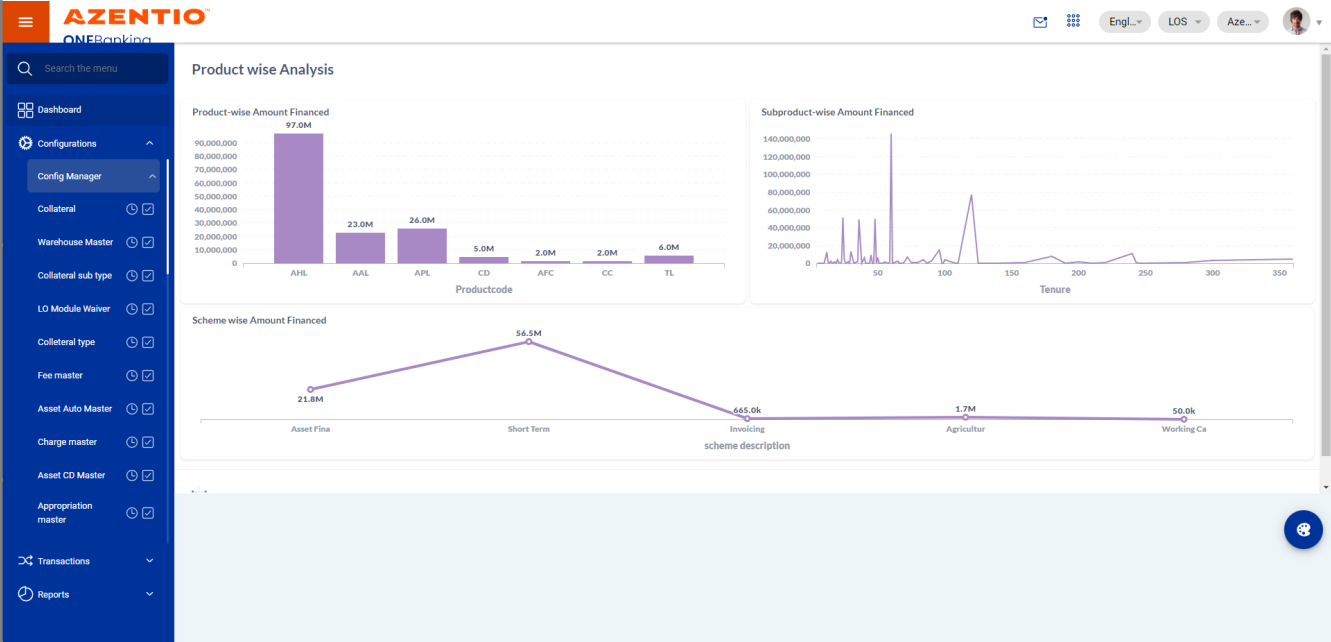 AZENTIO
ONEBanking
Engl...
LOS
Aze...
Search the menu
Dashboard
Configurations
Config Manager
Collateral
Warehouse Master
Collateral sub type
LO Module Waiver
Colleteral type
Fee master
Asset Auto Master
Charge master
Asset CD Master
Appropriation
master
Transactions
Reports
Product wise Analysis
Product-wise Amount Financed
97.0M
90,000,000
80,000,000
70,000,000
60,000,000
50,000,000
40,000,000
30,000,000
20,000,000
10,000,000
0
23.0M
26.0M
5.0M
2.0M
2.0M
6.0M
AHL AAL APL CD AFC CC TL
Productcode
Subproduct-wise Amount Financed
140,000,000
120,000,000
100,000,000
80,000,000
60,000,000
40,000,000
20,000,000
0
50 100 150 200 250 300 350
Tenure
Scheme wise Amount Financed
21.8M
56.5M
665.0k
1.7M
50.0k
Asset Fina Short Term Invoicing Agricultur Working Ca
scheme description